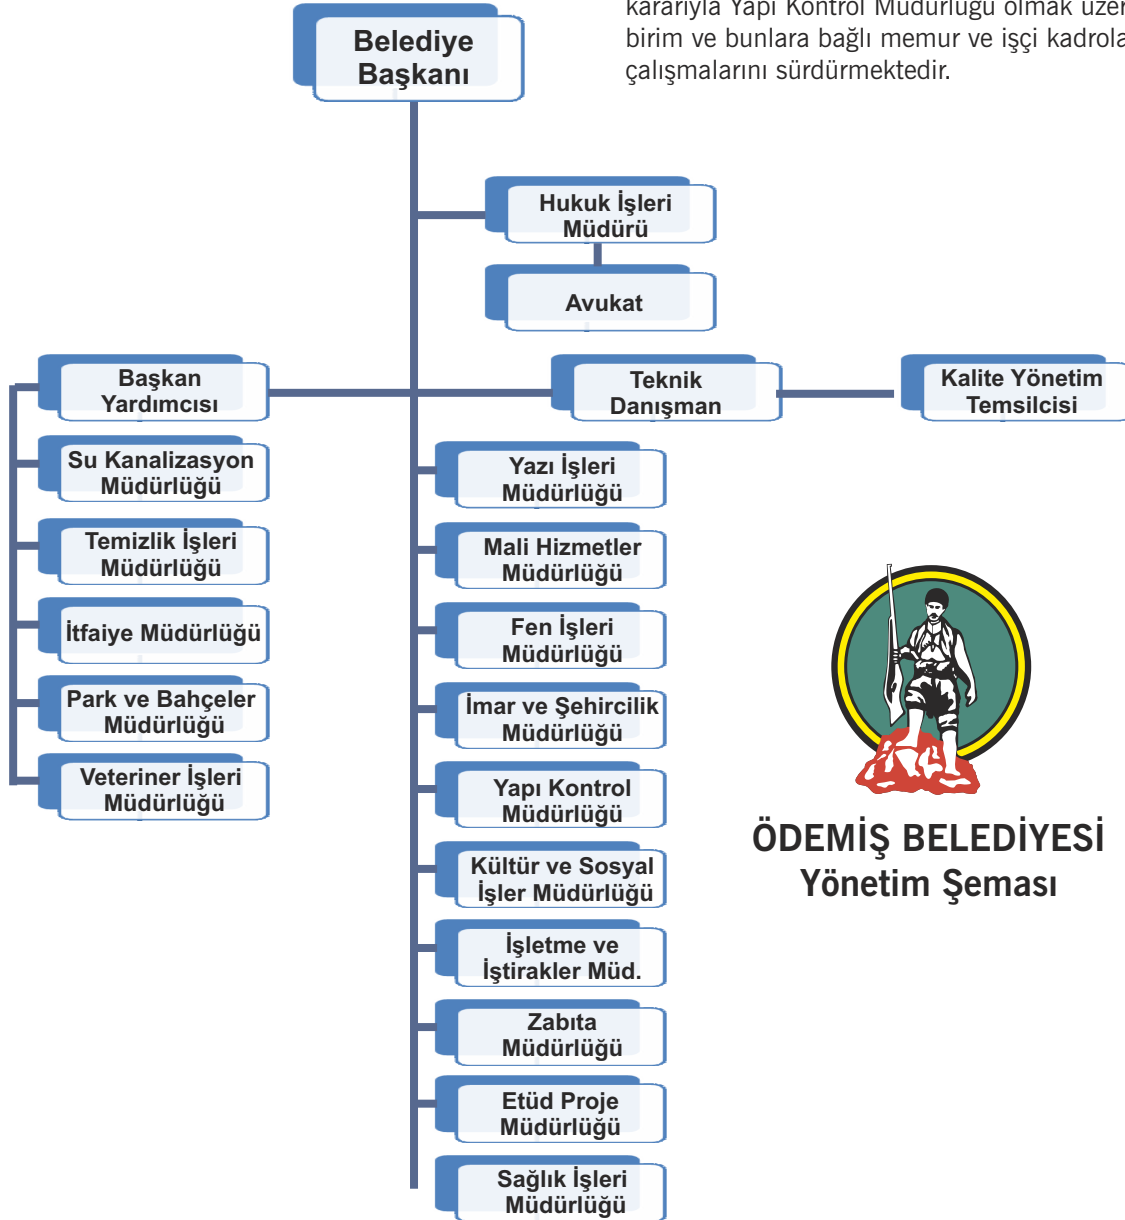 kararıyla Yapı Kontrol Müdürlüğü olmak üzer
birim ve bunlara bağlı memur ve işçi kadrola
çalışmalarını sürdürmektedir.
Belediye
Başkanı
Hukuk İşleri
Müdürü
Avukat
Başkan
Yardımcısı
Teknik
Danışman
Kalite Yönetim
Temsilcisi
Su Kanalizasyon
Müdürlüğü
Temizlik İşleri
Müdürlüğü
İtfaiye Müdürlüğü
Park ve Bahçeler
Müdürlüğü
Veteriner İşleri
Müdürlüğü
Yazı İşleri
Müdürlüğü
Mali Hizmetler
Müdürlüğü
Fen İşleri
Müdürlüğü
İmar ve Şehircilik
Müdürlüğü
Yapı Kontrol
Müdürlüğü
Kültür ve Sosyal
İşler Müdürlüğü
İşletme ve
İştirakler Müd.
Zabıta
Müdürlüğü
Etüd Proje
Müdürlüğü
Sağlık İşleri
Müdürlüğü
ÖDEMİŞ BELEDİYESİ
Yönetim Şeması